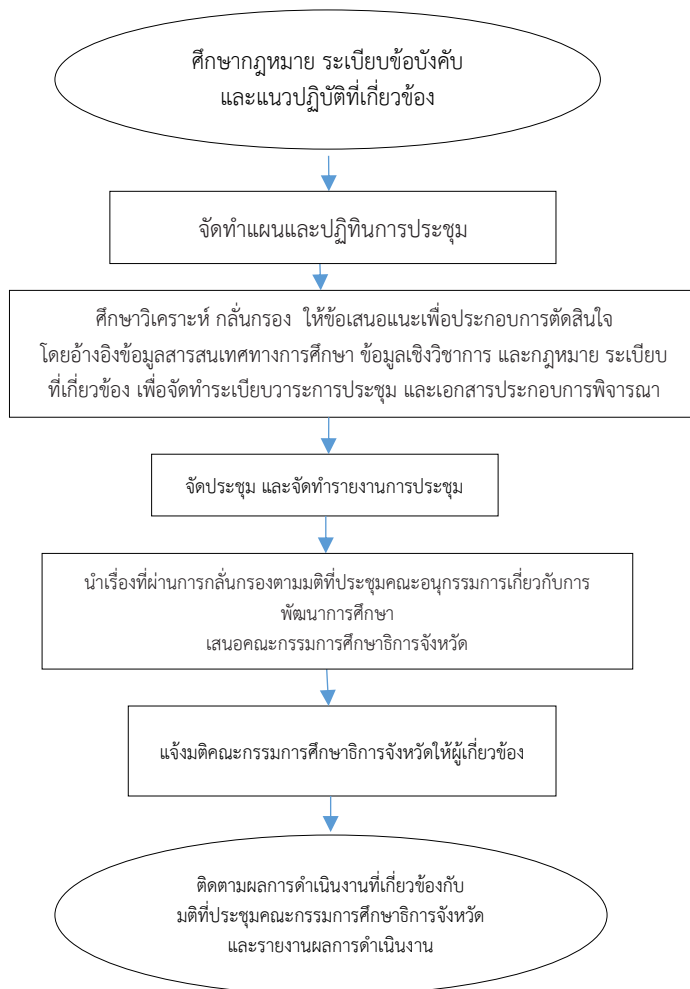 ศึกษากฎหมาย ระเบียบข้อบังคับ
และแนวปฏิบัติที่เกี่ยวข้อง
จัดทำแผนและปฏิทินการประชุม
ศึกษาวิเคราะห์ กลั่นกรอง ให้ข้อเสนอแนะเพื่อประกอบการตัดสินใจ
โดยอ้างอิงข้อมูลสารสนเทศทางการศึกษา ข้อมูลเชิงวิชาการ และกฎหมาย ระเบียบ
ที่เกี่ยวข้อง เพื่อจัดทำระเบียบวาระการประชุม และเอกสารประกอบการพิจารณา
จัดประชุม และจัดทำรายงานการประชุม
นำเรื่องที่ผ่านการกลั่นกรองตามมติที่ประชุมคณะอนุกรรมการเกี่ยวกับการ
พัฒนาการศึกษา
เสนอคณะกรรมการศึกษาธิการจังหวัด
แจ้งมติคณะกรรมการศึกษาธิการจังหวัดให้ผู้เกี่ยวข้อง
ติดตามผลการดำเนินงานที่เกี่ยวข้องกับ
มติที่ประชุมคณะกรรมการศึกษาธิการจังหวัด
และรายงานผลการดำเนินงาน